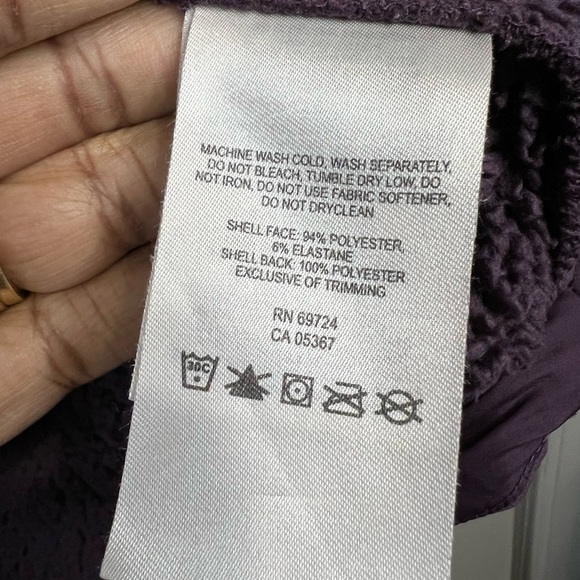 MACHINE WASH COLD, WASH SEPARATELY,
DO NOT BLEACH, TUMBLE DRY LOW, DO
NOT IRON, DO NOT USE FABRIC SOFTENER,
DO NOT DRYCLEAN
SHELL FACE: 94% POLYESTER,
6% ELASTANE
SHELL BACK: 100% POLYESTER
EXCLUSIVE OF TRIMMING
RN 69724
CA 05367
30C